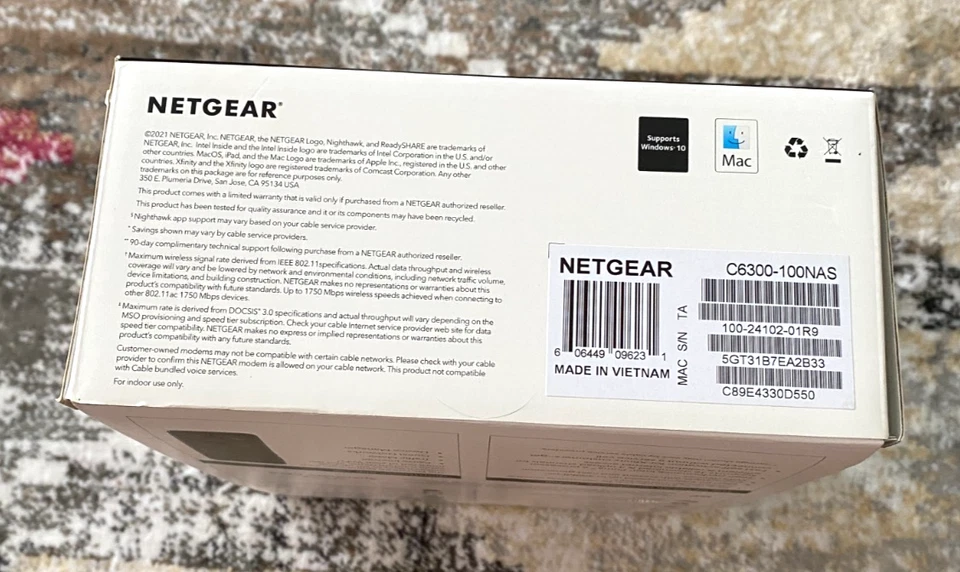 NETGEAR®
©2021 NETGEAR, Inc. NETGEAR, the NETGEAR Logo, Nighthawk, and ReadySHARE are trademarks of
NETGEAR, Inc. Intel Inside and the Intel Inside logo are trademarks of Intel Corporation in the U.S. and/or
other countries. MacOS, iPad, and the Mac Logo are trademarks of Apple Inc., registered in the U.S. and other
countries. Xfinity and the Xfinity logo are registered trademarks of Comcast Corporation. Any other
trademarks on this package are for reference purposes only.
350 E. Plumeria Drive, San Jose, CA 95134 USA
This product comes with a limited warranty that is valid only if purchased from a NETGEAR authorized reseller.
This product has been tested for quality assurance and it or its components may have been recycled.
§Nighthawk app support may vary based on your cable service provider.
* Savings shown may vary by cable service providers.
** 90-day complimentary technical support following purchase from a NETGEAR authorized reseller.
†Maximum wireless signal rate derived from IEEE 802.11specifications. Actual data throughput and wireless
coverage will vary and be lowered by network and environmental conditions, including network traffic volume,
device limitations, and building construction. NETGEAR makes no representations or warranties about this
product's compatibility with future standards. Up to 1750 Mbps wireless speeds achieved when connecting to
other 802.11ac 1750 Mbps devices.
‡Maximum rate is derived from DOCSIS® 3.0 specifications and actual throughput will vary depending on the
MSO provisioning and speed tier subscription. Check your cable Internet service provider web site for data
speed tier compatibility. NETGEAR makes no express or implied representations or warranties about this
product's compatibility with any future standards.
Customer-owned modems may not be compatible with certain cable networks. Please check with your cable
provider to confirm this NETGEAR modem is allowed on your cable network. This product not compatible
with Cable bundled voice services.
For indoor use only.
Supports
Windows 10
Mac
NETGEAR
6 06449 09623 1
MADE IN VIETNAM
MAC S/N TA
C6300-100NAS
100-24102-01R9
5GT31B7EA2B33
C89E4330D550